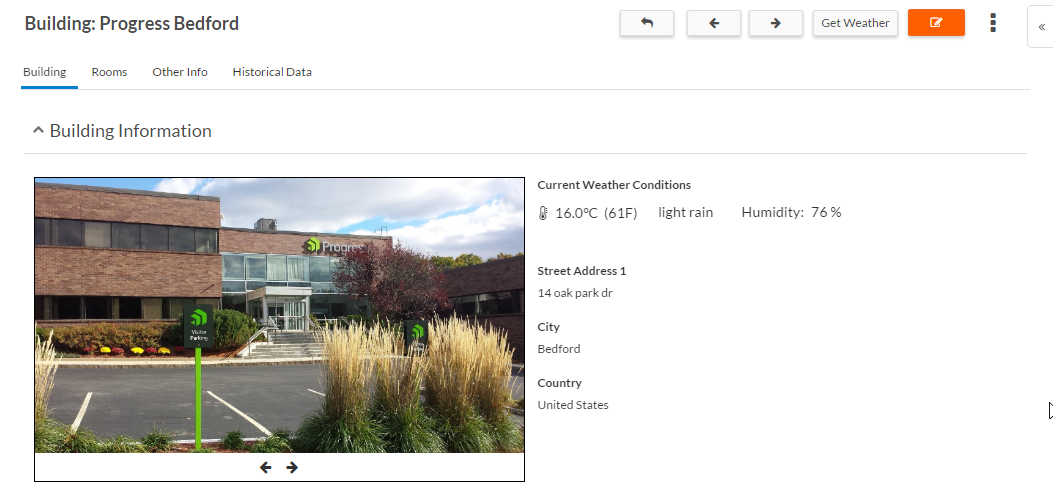 Building: Progress Bedford
Get Weather
«
Building Rooms Other Info Historical Data
Building Information
Current Weather Conditions
16.0°C (61F) light rain Humidity: 76 %
Progress
Visitor
Parking
Street Address 1
14 oak park dr
City
Bedford
Country
United States